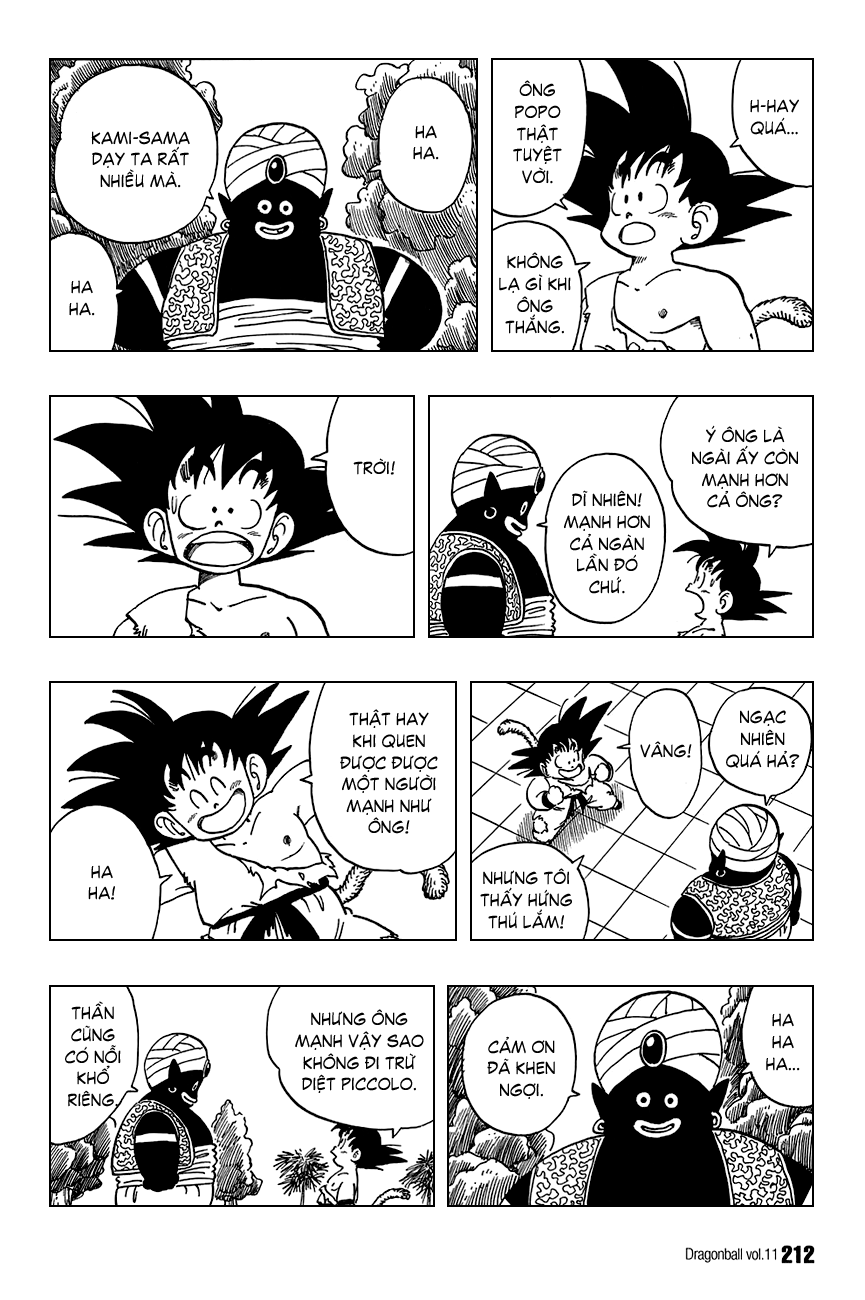 H-HAY
QUÁ...
ÔNG
POPO
THẬT
TUYỆT
VỜI.
KHÔNG
LẠ GÌ KHI
ÔNG
THẮNG.
HA
HA.
KAMI-SAMA
DẠY TA RẤT
NHIỀU MÀ.
HA
HA.
Ý ÔNG LÀ
NGÀI ẤY CÒN
MẠNH HƠN
CẢ ÔNG?
DĨ NHIÊN!
MẠNH HƠN
CẢ NGÀN
LẦN ĐÓ
CHỨ.
TRỜI!
NGẠC
NHIÊN
QUÁ HẢ?
VÂNG!
NHƯNG TÔI
THẤY HỨNG
THÚ LẮM!
THẬT HAY
KHI QUEN
ĐƯỢC ĐƯỢC
MỘT NGƯỜI
MẠNH NHƯ
ÔNG!
HA
HA!
HA
HA
HA...
CẢM ƠN
ĐÃ KHEN
NGỢI.
NHƯNG ÔNG
MẠNH VẬY SAO
KHÔNG ĐI TRỪ
DIỆT PICCOLO.
THẦN
CŨNG
CÓ NỖI
KHỔ
RIÊNG.
Dragonball vol.11 212